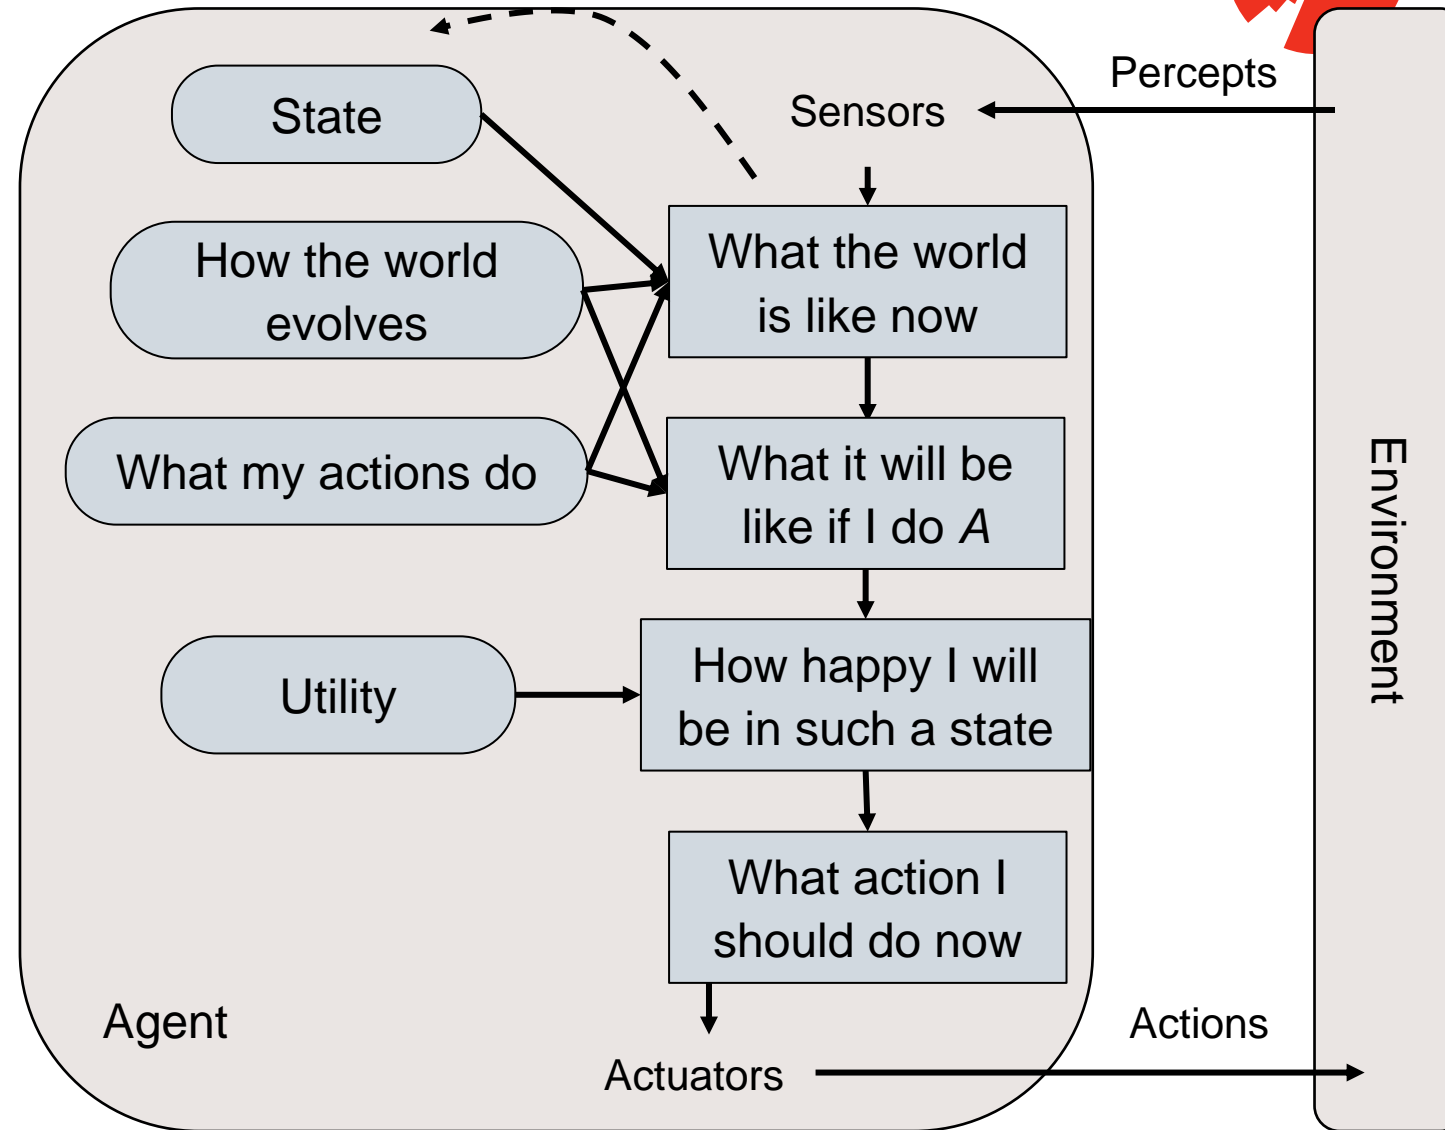 Percepts
Sensors
State
What the world
is like now
How the world
evolves
What it will be
like if I do A
What my actions do
Environment
How happy I will
be in such a state
Utility
What action I
should do now
Agent
Actions
Actuators